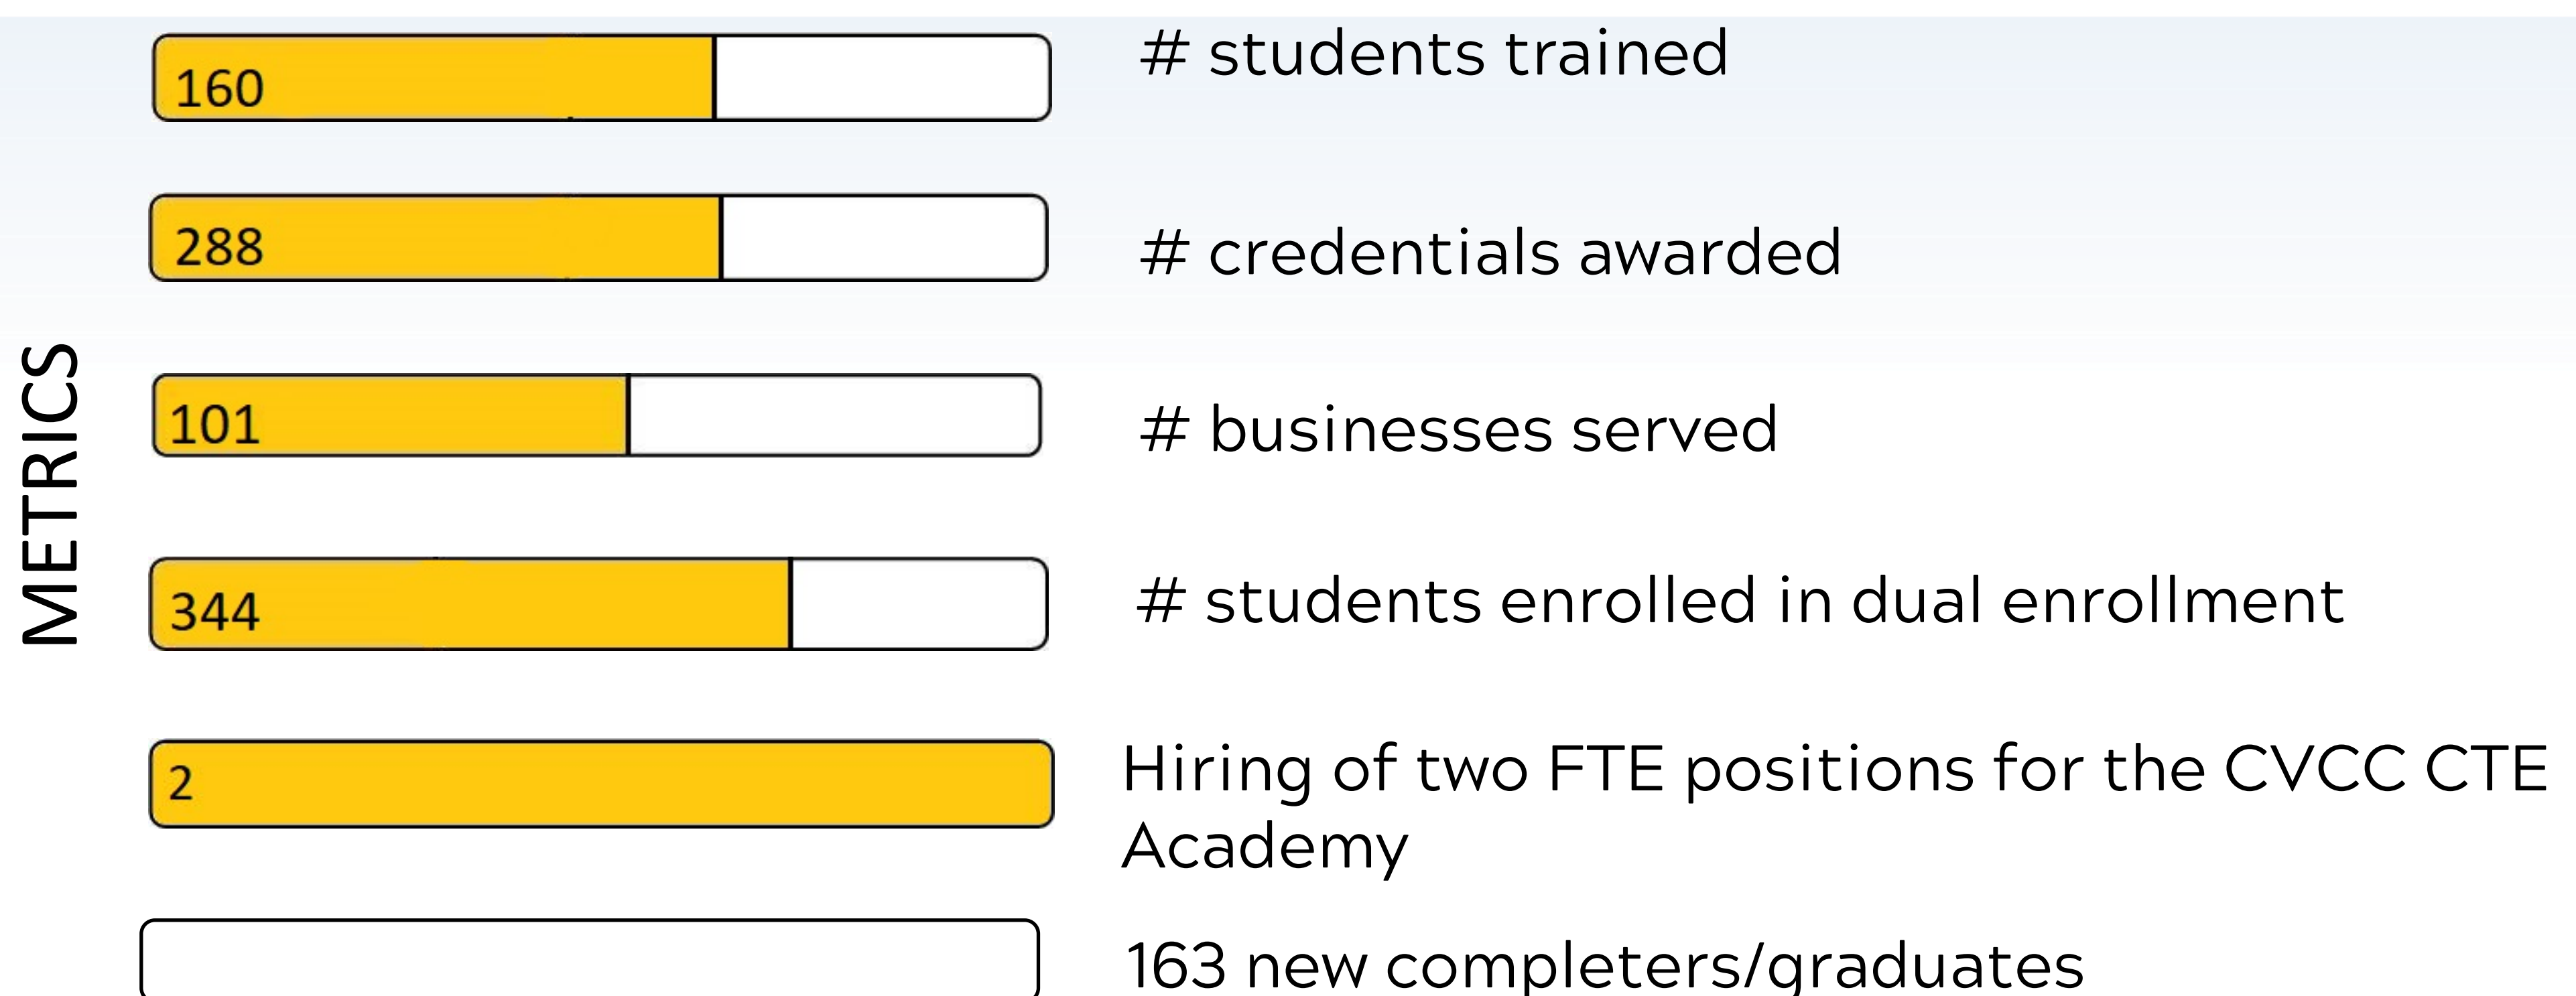 METRICS
160
# students trained
288
# credentials awarded
101
# businesses served
344
# students enrolled in dual enrollment
2
Hiring of two FTE positions for the CVCC CTE
Academy
163 new completers/graduates